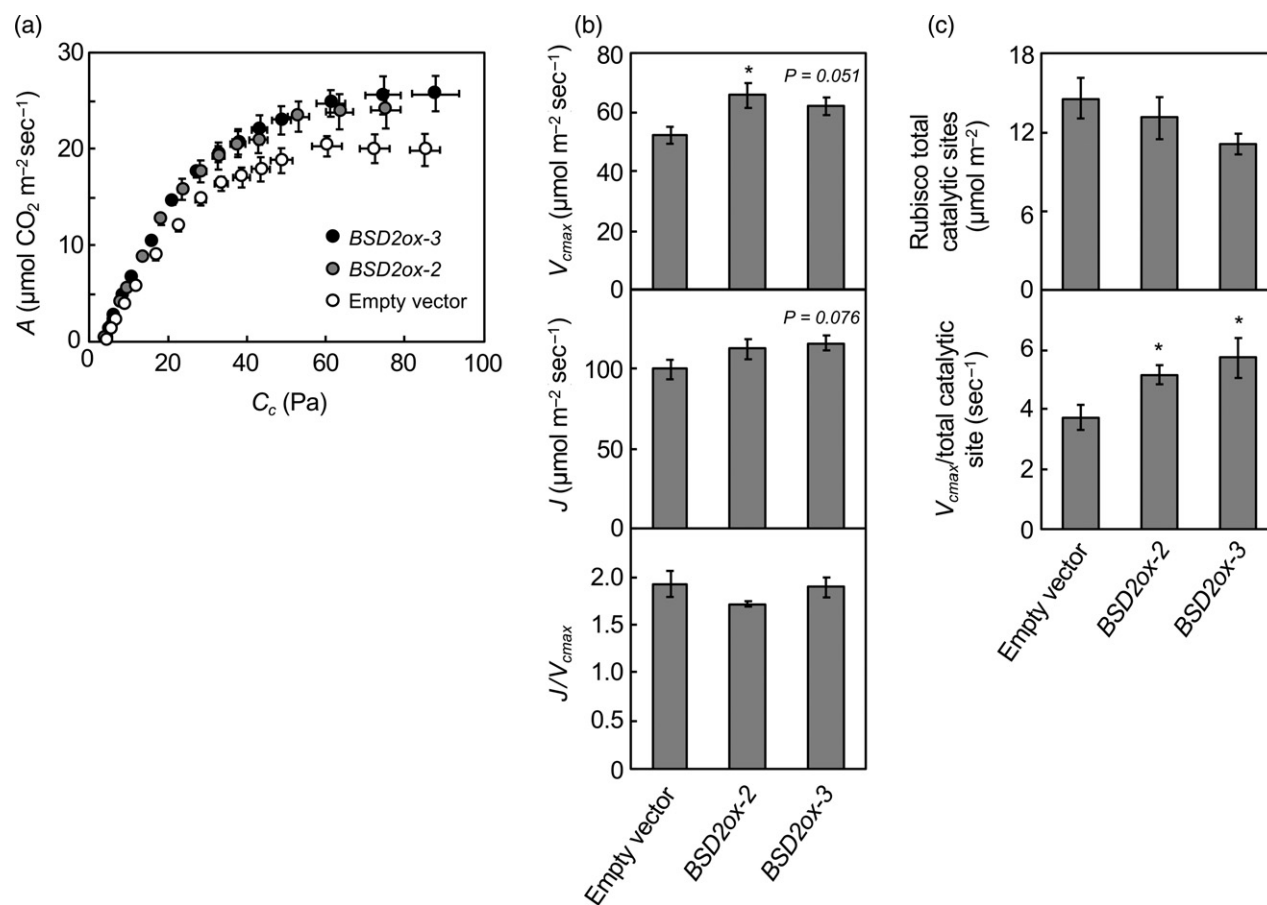 (a)
30
20
10
0
0 20 40 60 80 100
A (μmol CO₂ m⁻² sec⁻¹)
C_c (Pa)
BSD2ox-3
BSD2ox-2
Empty vector
(b)
80
60
40
20
0
V_cmax (μmol m⁻² sec⁻¹)
*
P = 0.051
100
50
0
J (μmol m⁻² sec⁻¹)
P = 0.076
2.0
1.5
1.0
0.5
0
J/V_cmax
Empty vector
BSD2ox-2
BSD2ox-3
(c)
18
12
6
0
Rubisco total
catalytic sites
(μmol m⁻²)
6
4
2
0
V_cmax/total catalytic
site (sec⁻¹)
*
*
Empty vector
BSD2ox-2
BSD2ox-3